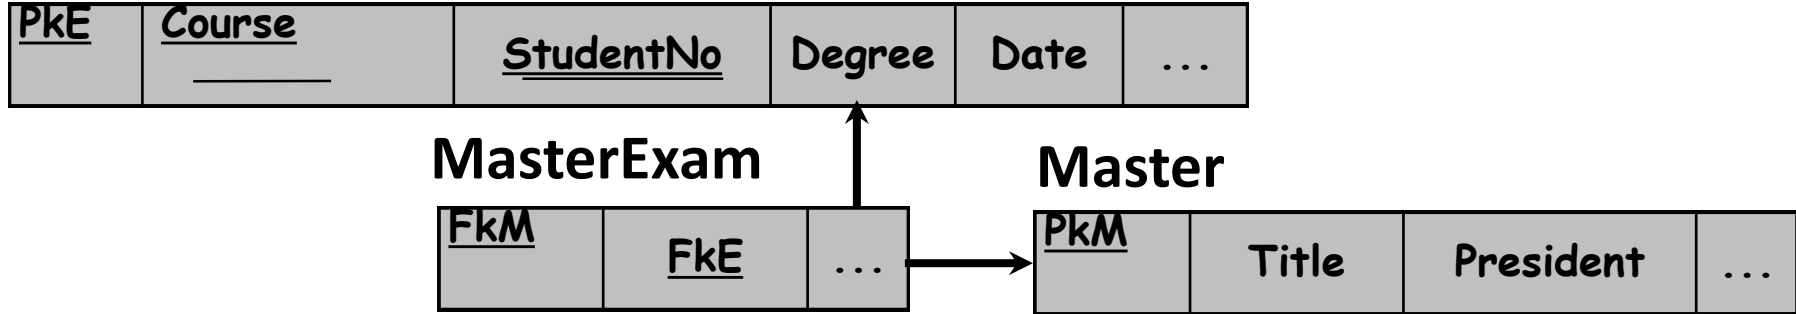 PkE Course StudentNo Degree Date ...
MasterExam Master
FkM FkE ... PkM Title President ...